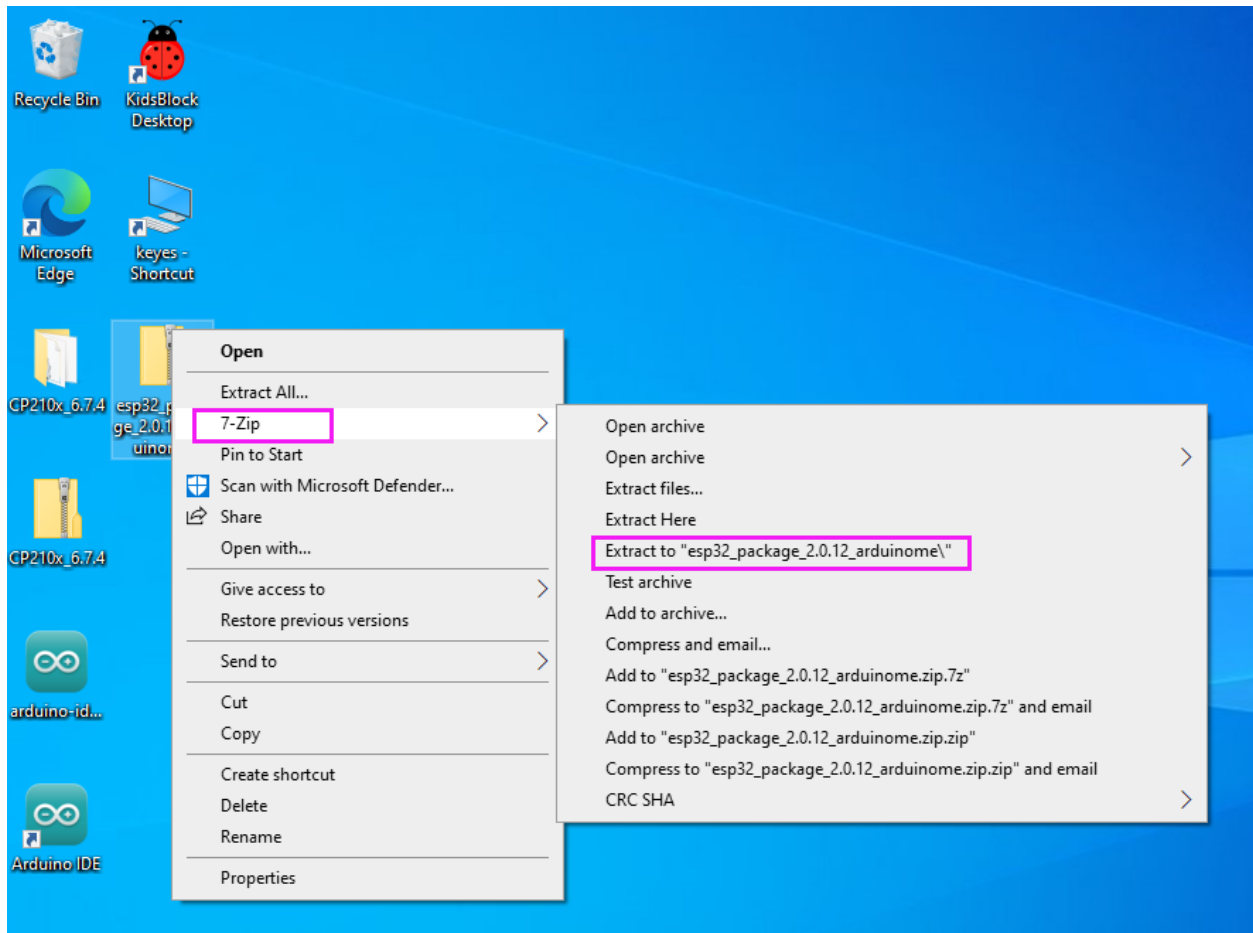 Recycle Bin
KidsBlock
Desktop
Microsoft
Edge
keyes -
Shortcut
CP210x_6.7.4
esp32_p
ge_2.0.1
uino
CP210x_6.7.4
arduino-id...
Arduino IDE
Open
Extract All...
7-Zip
Pin to Start
Scan with Microsoft Defender...
Share
Open with...
Give access to
Restore previous versions
Send to
Cut
Copy
Create shortcut
Delete
Rename
Properties
Open archive
Open archive
Extract files...
Extract Here
Extract to "esp32_package_2.0.12_arduinome\"
Test archive
Add to archive...
Compress and email...
Add to "esp32_package_2.0.12_arduinome.zip.7z"
Compress to "esp32_package_2.0.12_arduinome.zip.7z" and email
Add to "esp32_package_2.0.12_arduinome.zip.zip"
Compress to "esp32_package_2.0.12_arduinome.zip.zip" and email
CRC SHA